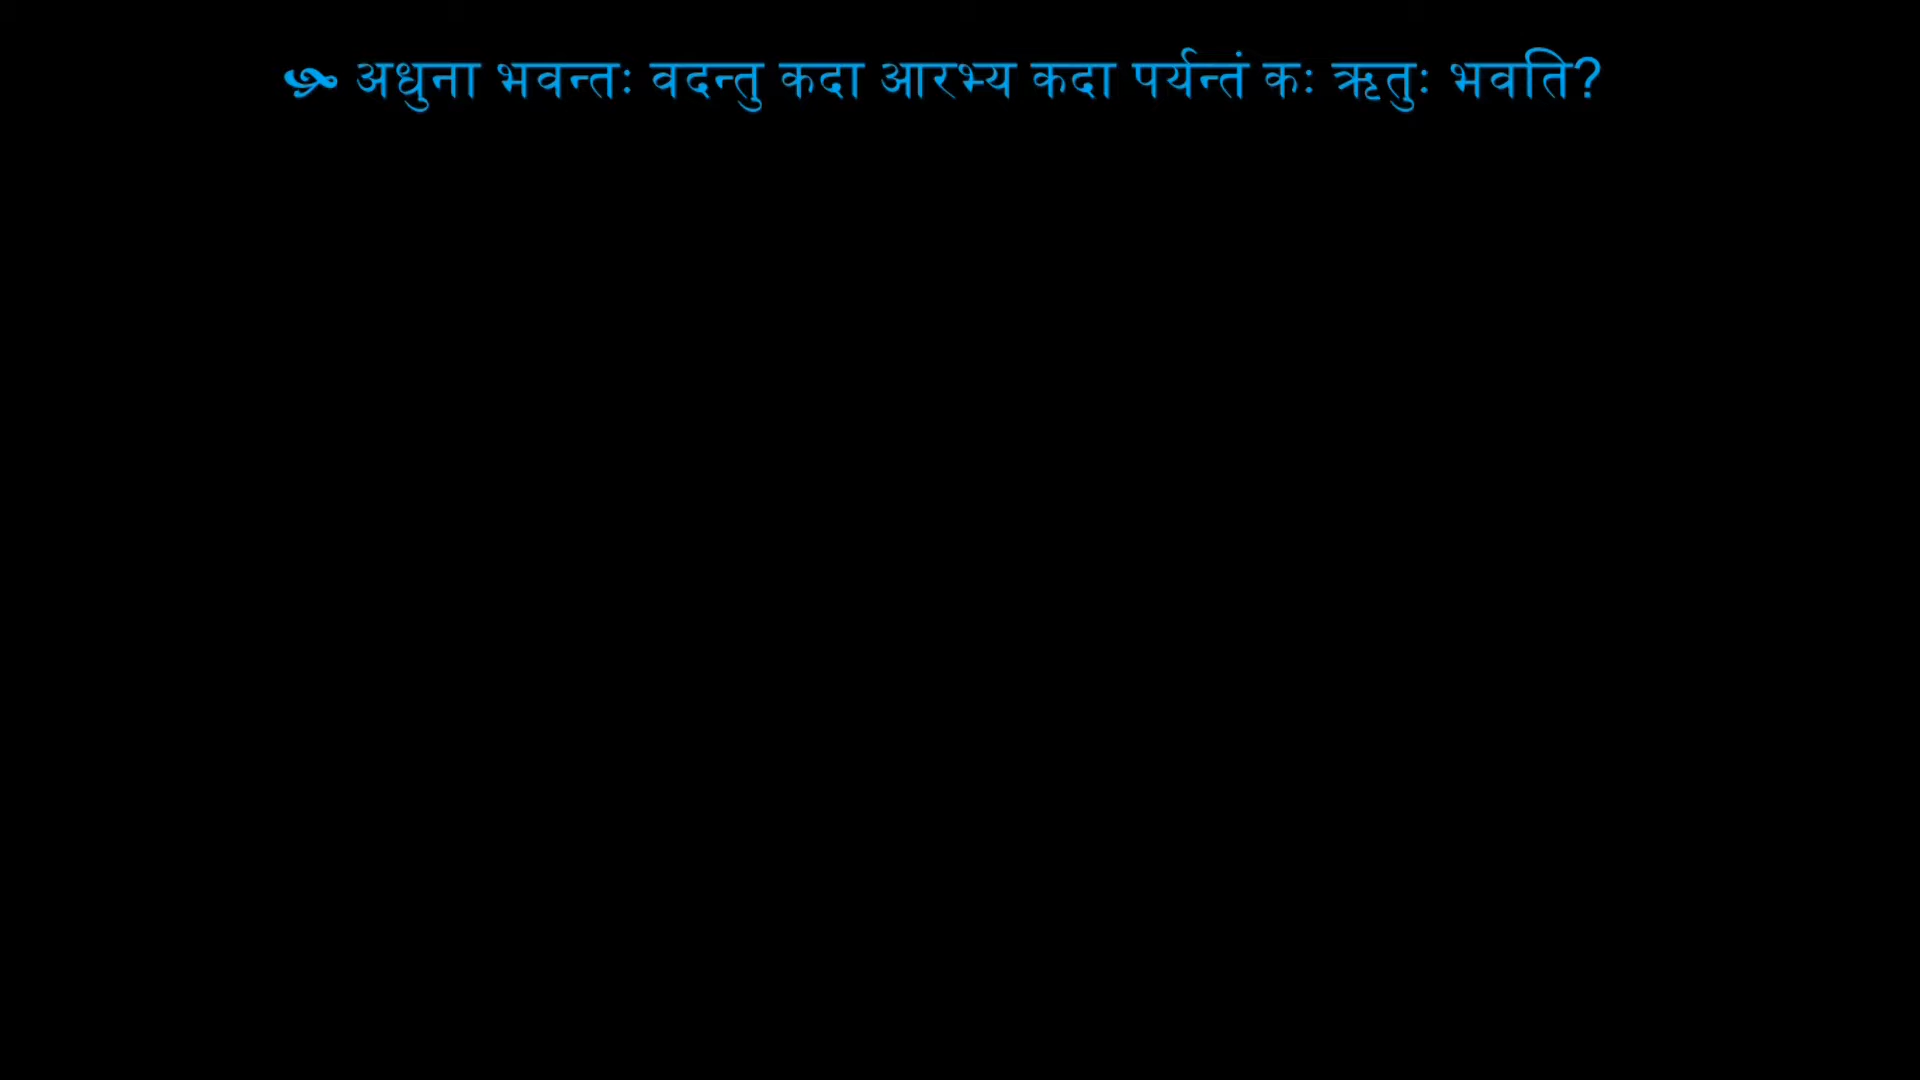 अधुना भवन्तः वदन्तु कदा आरभ्य कदा पर्यन्तं कः ऋतुः भवति?